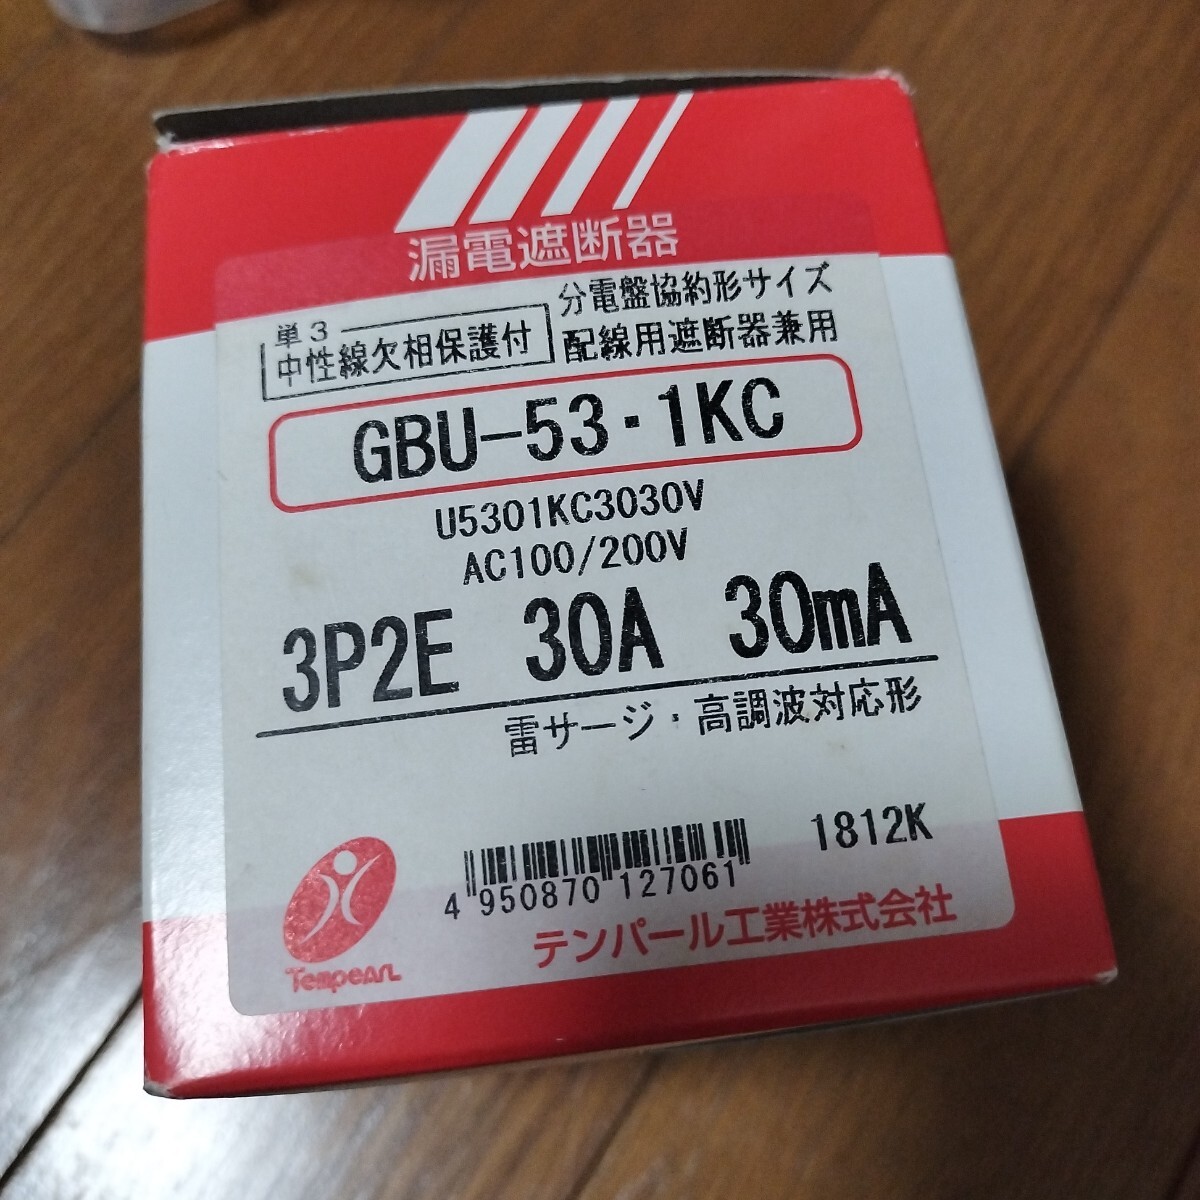 漏電遮断器
単3
中性線欠相保護付
分電盤協約形サイズ
配線用遮断器兼用
GBU-53・1KC
U5301KC3030V
AC100/200V
3P2E 30A 30mA
雷サージ・高調波対応形
1812K
4 950870 127061
Tempearl
テンパール工業株式会社